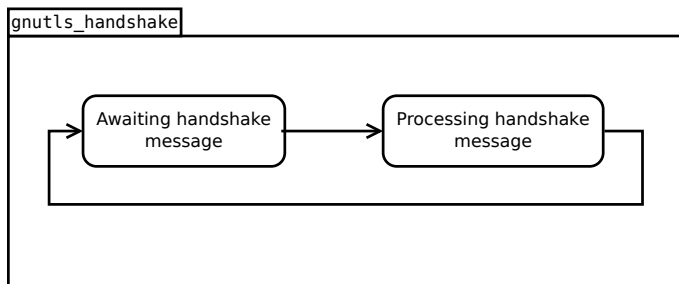 gnutls_handshake
Awaiting handshake
message
Processing handshake
message